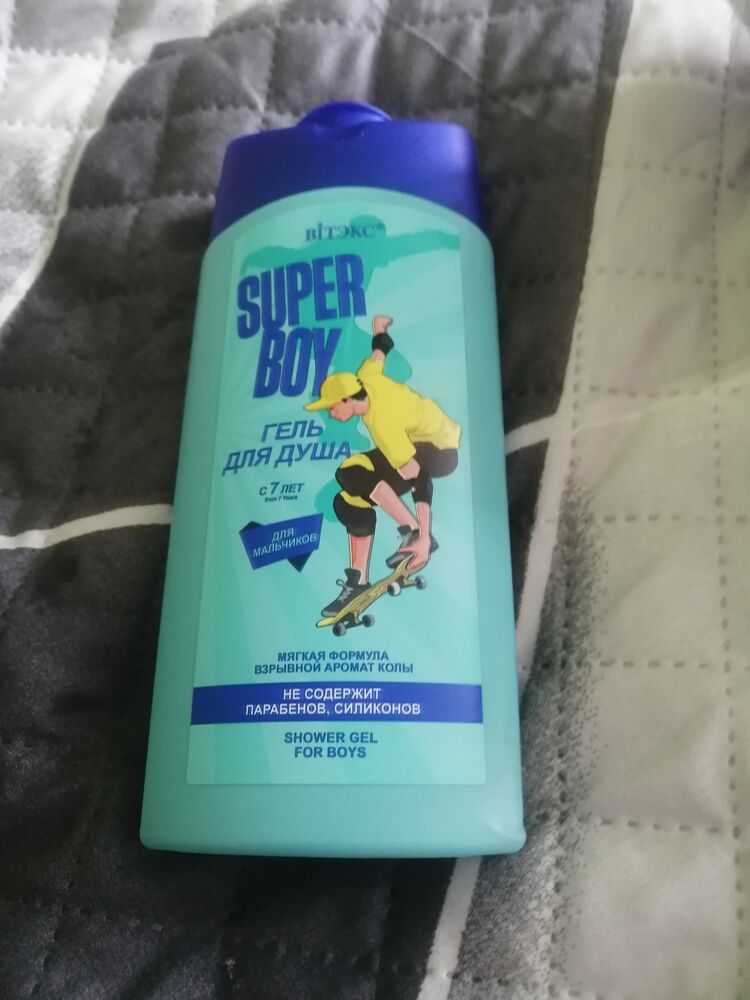 ВІТЭКС®
SUPER
BOY
ГЕЛЬ
ДЛЯ ДУША
С 7 ЛЕТ
from 7 Years
ДЛЯ
МАЛЬЧИКОВ
МЯГКАЯ ФОРМУЛА
ВЗРЫВНОЙ АРОМАТ КОЛЫ
НЕ СОДЕРЖИТ
ПАРАБЕНОВ, СИЛИКОНОВ
SHOWER GEL
FOR BOYS